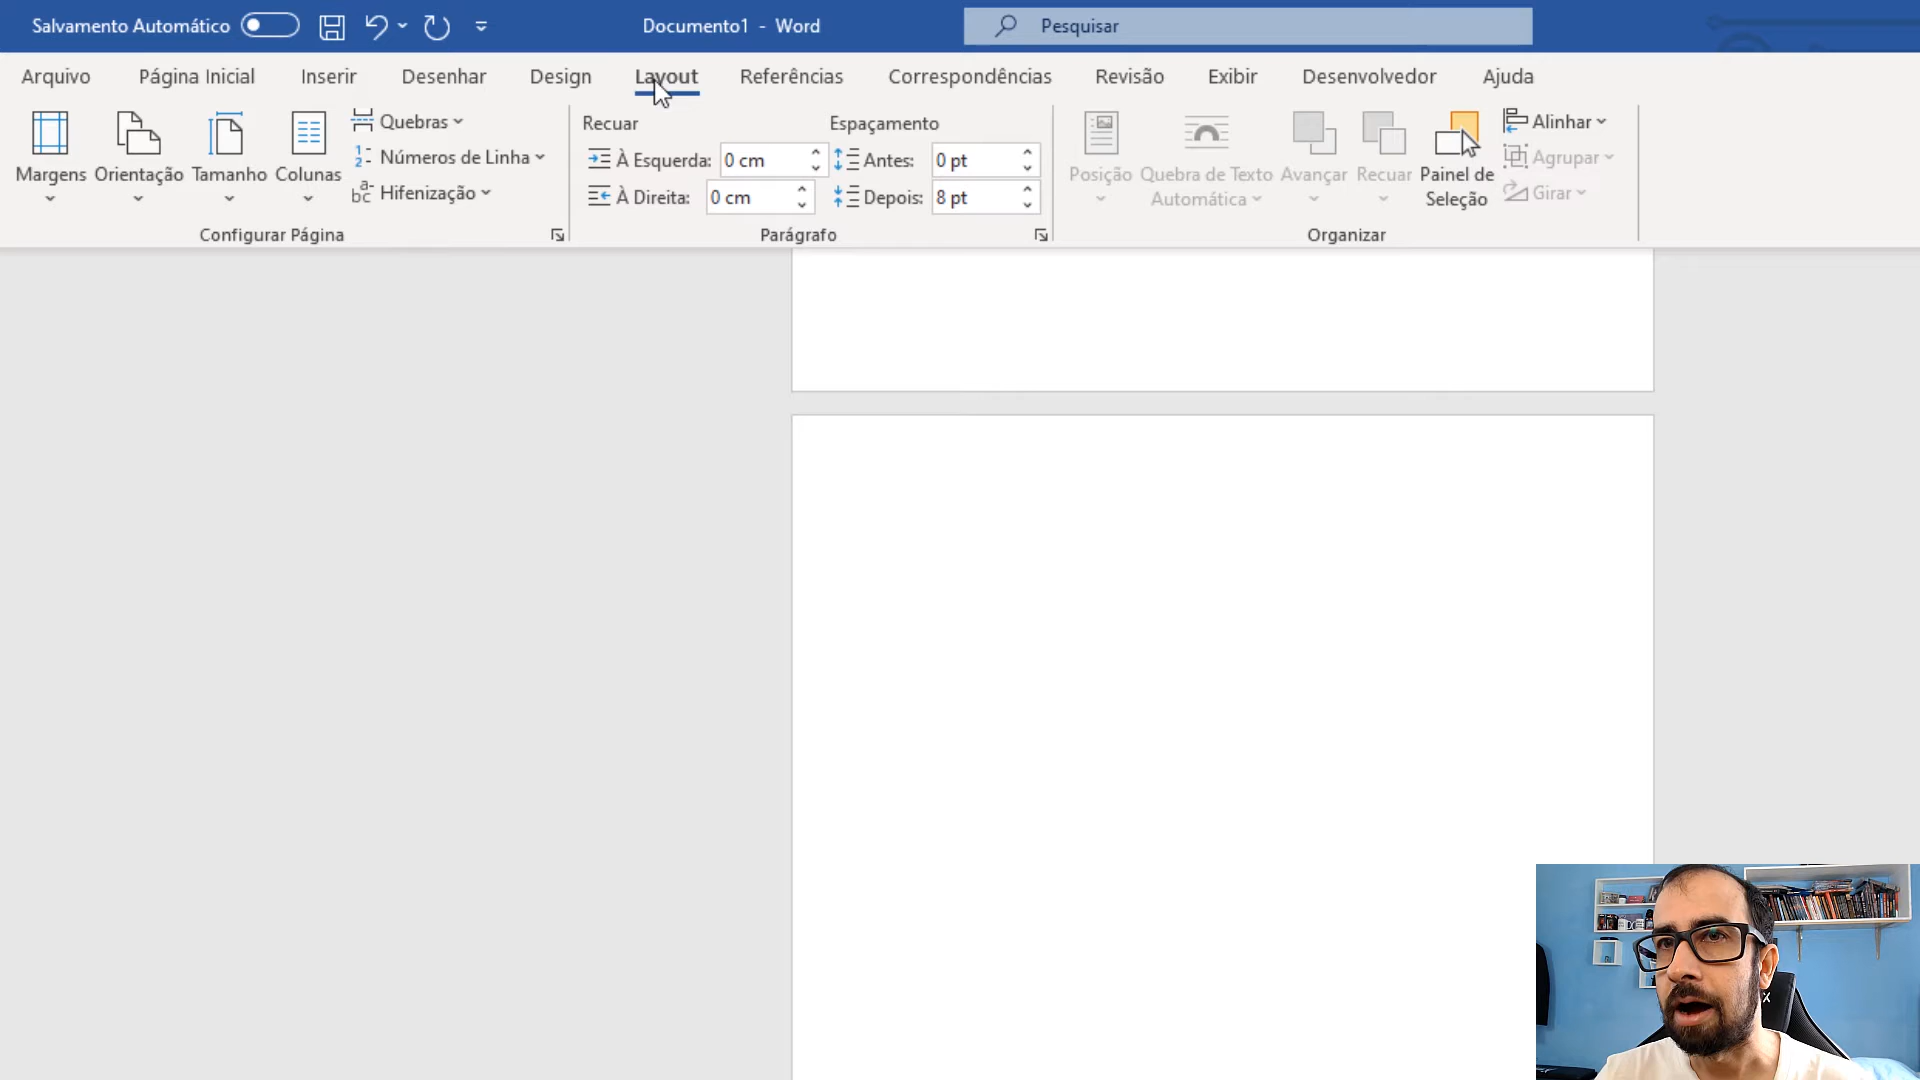 Salvamento Automático
Documento1 - Word
Pesquisar
Arquivo Página Inicial Inserir Desenhar Design Layout Referências Correspondências Revisão Exibir Desenvolvedor Ajuda
Margens
Orientação
Tamanho
Colunas
Quebras
Números de Linha
Hifenização
Configurar Página
Recuar
À Esquerda: 0 cm
À Direita: 0 cm
Espaçamento
Antes: 0 pt
Depois: 8 pt
Parágrafo
Posição
Quebra de Texto
Automática
Avançar
Recuar
Painel de
Seleção
Alinhar
Agrupar
Girar
Organizar